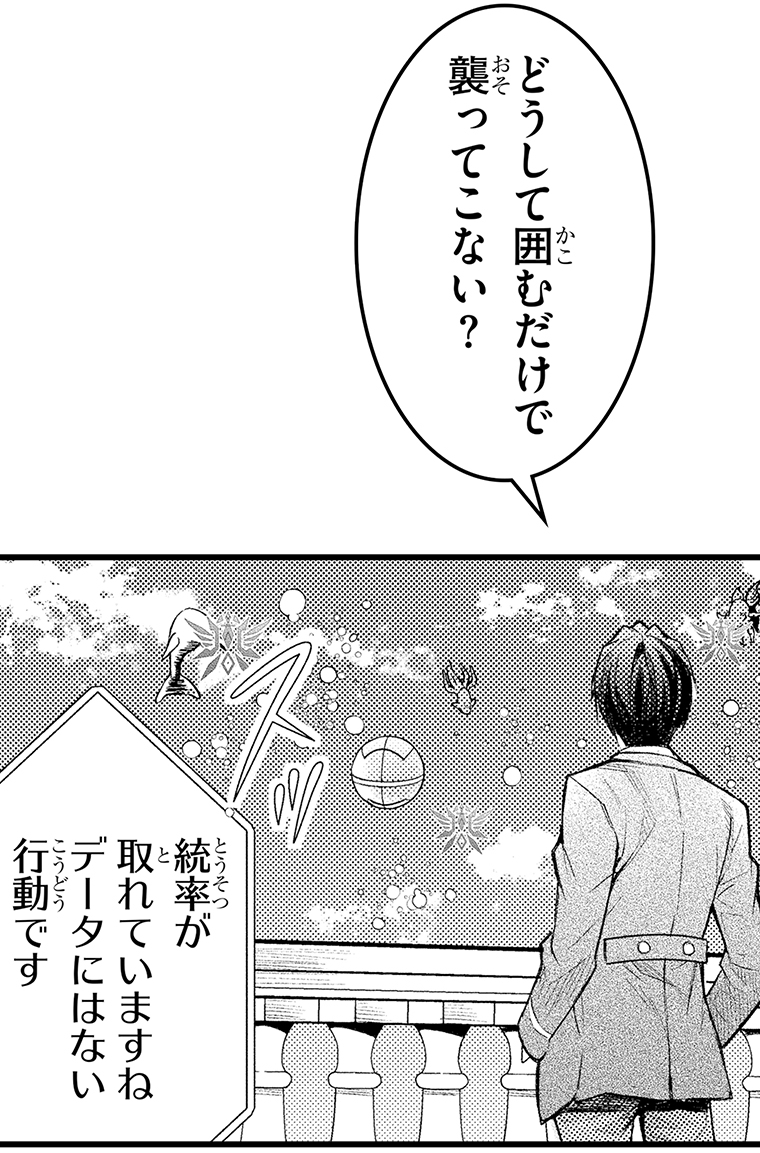 どうして囲むだけで
襲ってこない？
スッ
統率が
取れていますね
データにはない
行動です